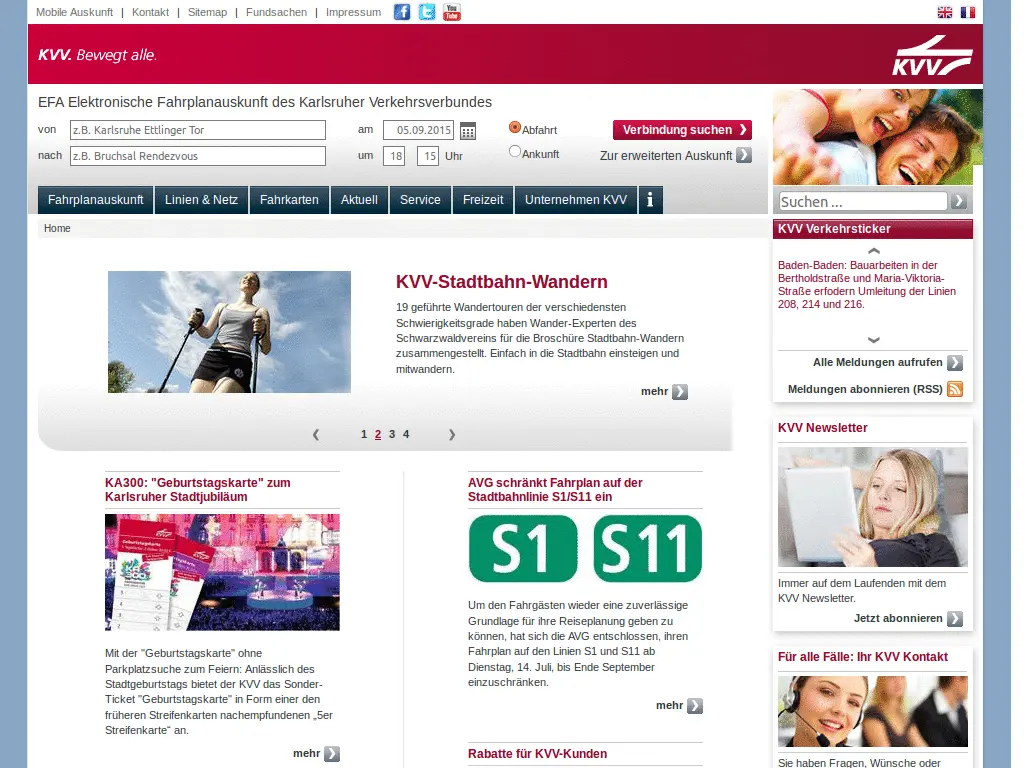 Mobile Auskunft | Kontakt | Sitemap | Fundsachen | Impressum
You Tube
KVV. Bewegt alle.
KVV
EFA Elektronische Fahrplanauskunft des Karlsruher Verkehrsverbundes
von z.B. Karlsruhe Ettlinger Tor am 05.09.2015 Abfahrt Verbindung suchen
nach z.B. Bruchsal Rendezvous um 18 15 Uhr Ankunft Zur erweiterten Auskunft
Fahrplanauskunft Linien & Netz Fahrkarten Aktuell Service Freizeit Unternehmen KVV i
Suchen ...
Home
KVV Verkehrsticker
Baden-Baden: Bauarbeiten in der
Bertholdstraße und Maria-Viktoria-
Straße erfodern Umleitung der Linien
208, 214 und 216.
Alle Meldungen aufrufen
Meldungen abonnieren (RSS)
KVV-Stadtbahn-Wandern
19 geführte Wandertouren der verschiedensten
Schwierigkeitsgrade haben Wander-Experten des
Schwarzwaldvereins für die Broschüre Stadtbahn-Wandern
zusammengestellt. Einfach in die Stadtbahn einsteigen und
mitwandern.
mehr
1 2 3 4
KA300: "Geburtstagskarte" zum
Karlsruher Stadtjubiläum
Geburtstagskarte
Mit der "Geburtstagskarte" ohne
Parkplatzsuche zum Feiern: Anlässlich des
Stadtgeburtstags bietet der KVV das Sonder-
Ticket "Geburtstagskarte" in Form einer den
früheren Streifenkarten nachempfundenen „5er
Streifenkarte“ an.
mehr
AVG schränkt Fahrplan auf der
Stadtbahnlinie S1/S11 ein
S1 S11
Um den Fahrgästen wieder eine zuverlässige
Grundlage für ihre Reiseplanung geben zu
können, hat sich die AVG entschlossen, ihren
Fahrplan auf den Linien S1 und S11 ab
Dienstag, 14. Juli, bis Ende September
einzuschränken.
mehr
Rabatte für KVV-Kunden
KVV Newsletter
Immer auf dem Laufenden mit dem
KVV Newsletter.
Jetzt abonnieren
Für alle Fälle: Ihr KVV Kontakt
Sie haben Fragen, Wünsche oder